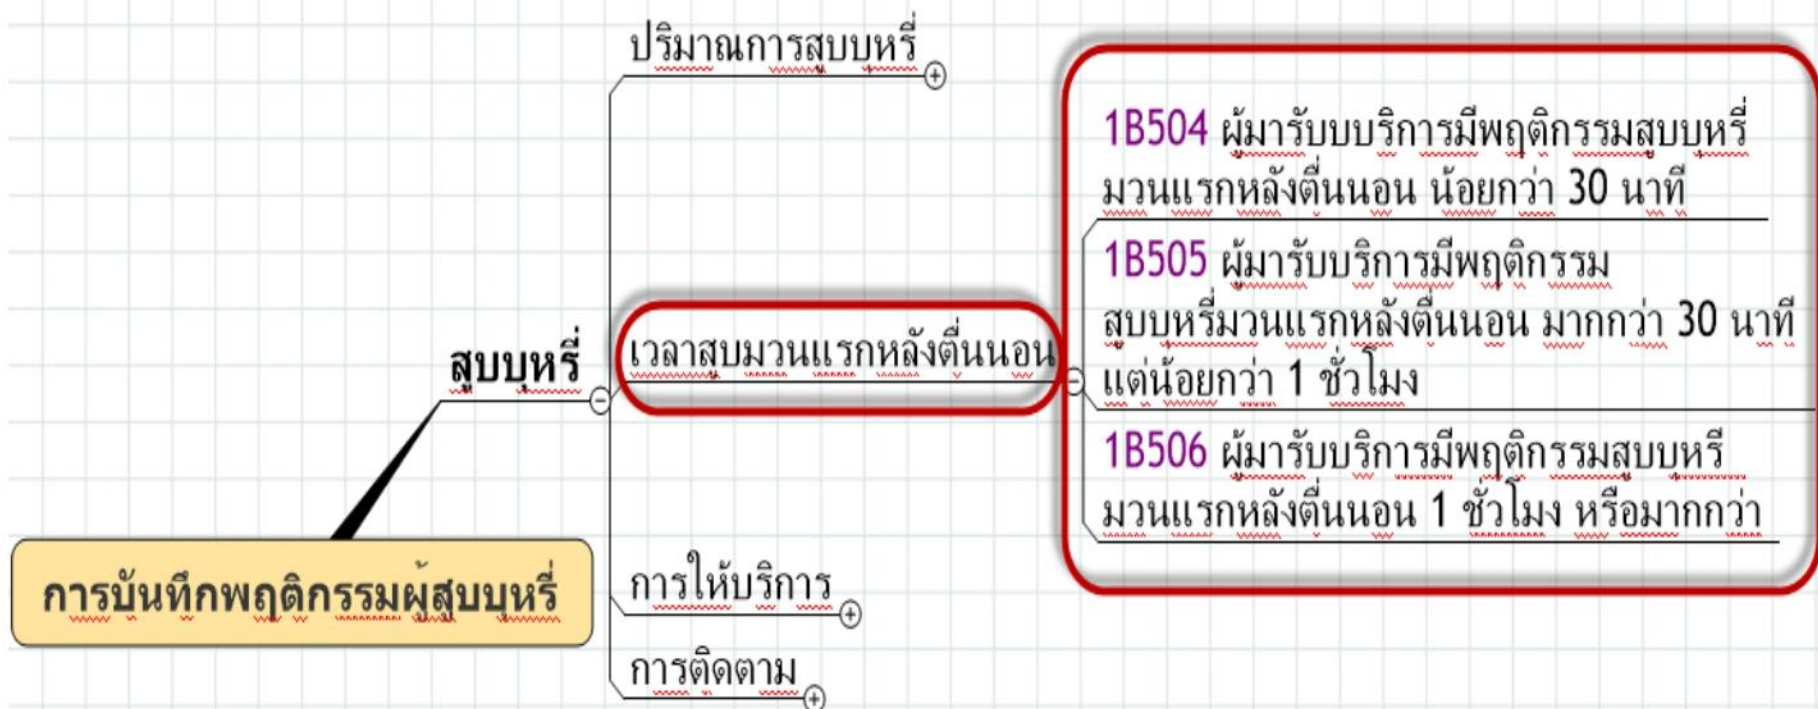 ปริมาณการสูบบุหรี่
1B504 ผู้มารับบบริการมีพฤติกรรมสูบบุหรี่
มวนแรกหลังตื่นนอน น้อยกว่า 30 นาที
1B505 ผู้มารับบริการมีพฤติกรรม
สูบบุหรี่มวนแรกหลังตื่นนอน มากกว่า 30 นาที
แต่น้อยกว่า 1 ชั่วโมง
1B506 ผู้มารับบริการมีพฤติกรรมสูบบุหรี
มวนแรกหลังตื่นนอน 1 ชั่วโมง หรือมากกว่า
เวลาสูบมวนแรกหลังตื่นนอน
สูบบุหรี่
การให้บริการ
การบันทึกพฤติกรรมผู้สูบบุหรี่
การติดตาม